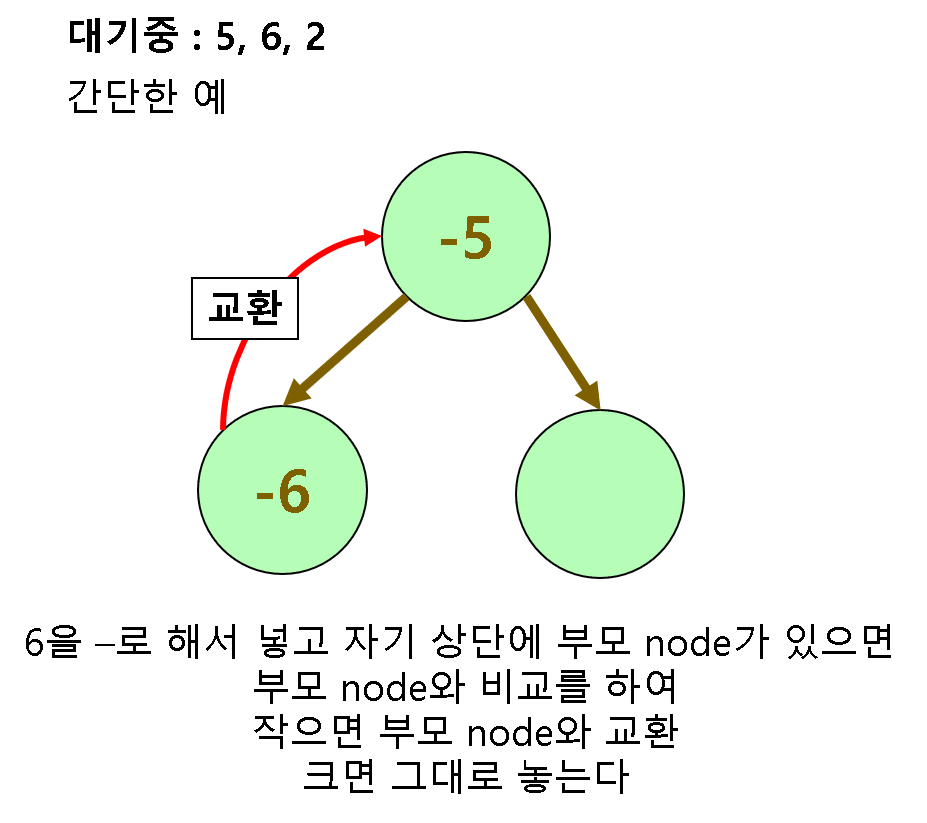 대기중 : 5, 6, 2
간단한 예
-5
교환
-6
6을 –로 해서 넣고 자기 상단에 부모 node가 있으면
부모 node와 비교를 하여
작으면 부모 node와 교환
크면 그대로 놓는다